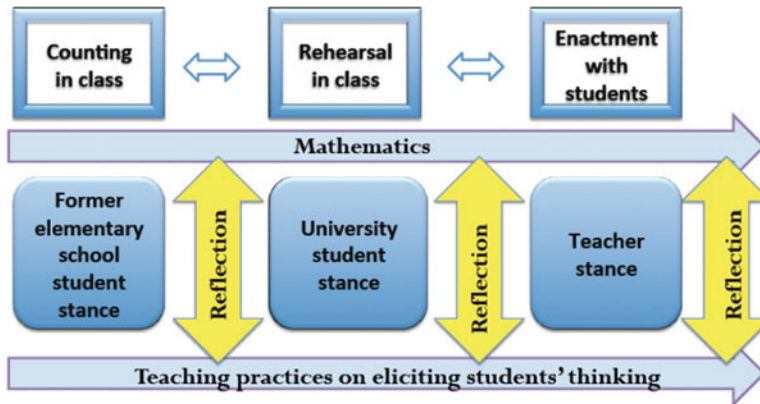 Counting
in class
Rehearsal
in class
Enactment
with
students
Mathematics
Former
elementary
school
student
stance
Reflection
University
student
stance
Reflection
Teacher
stance
Reflection
Teaching practices on eliciting students’ thinking